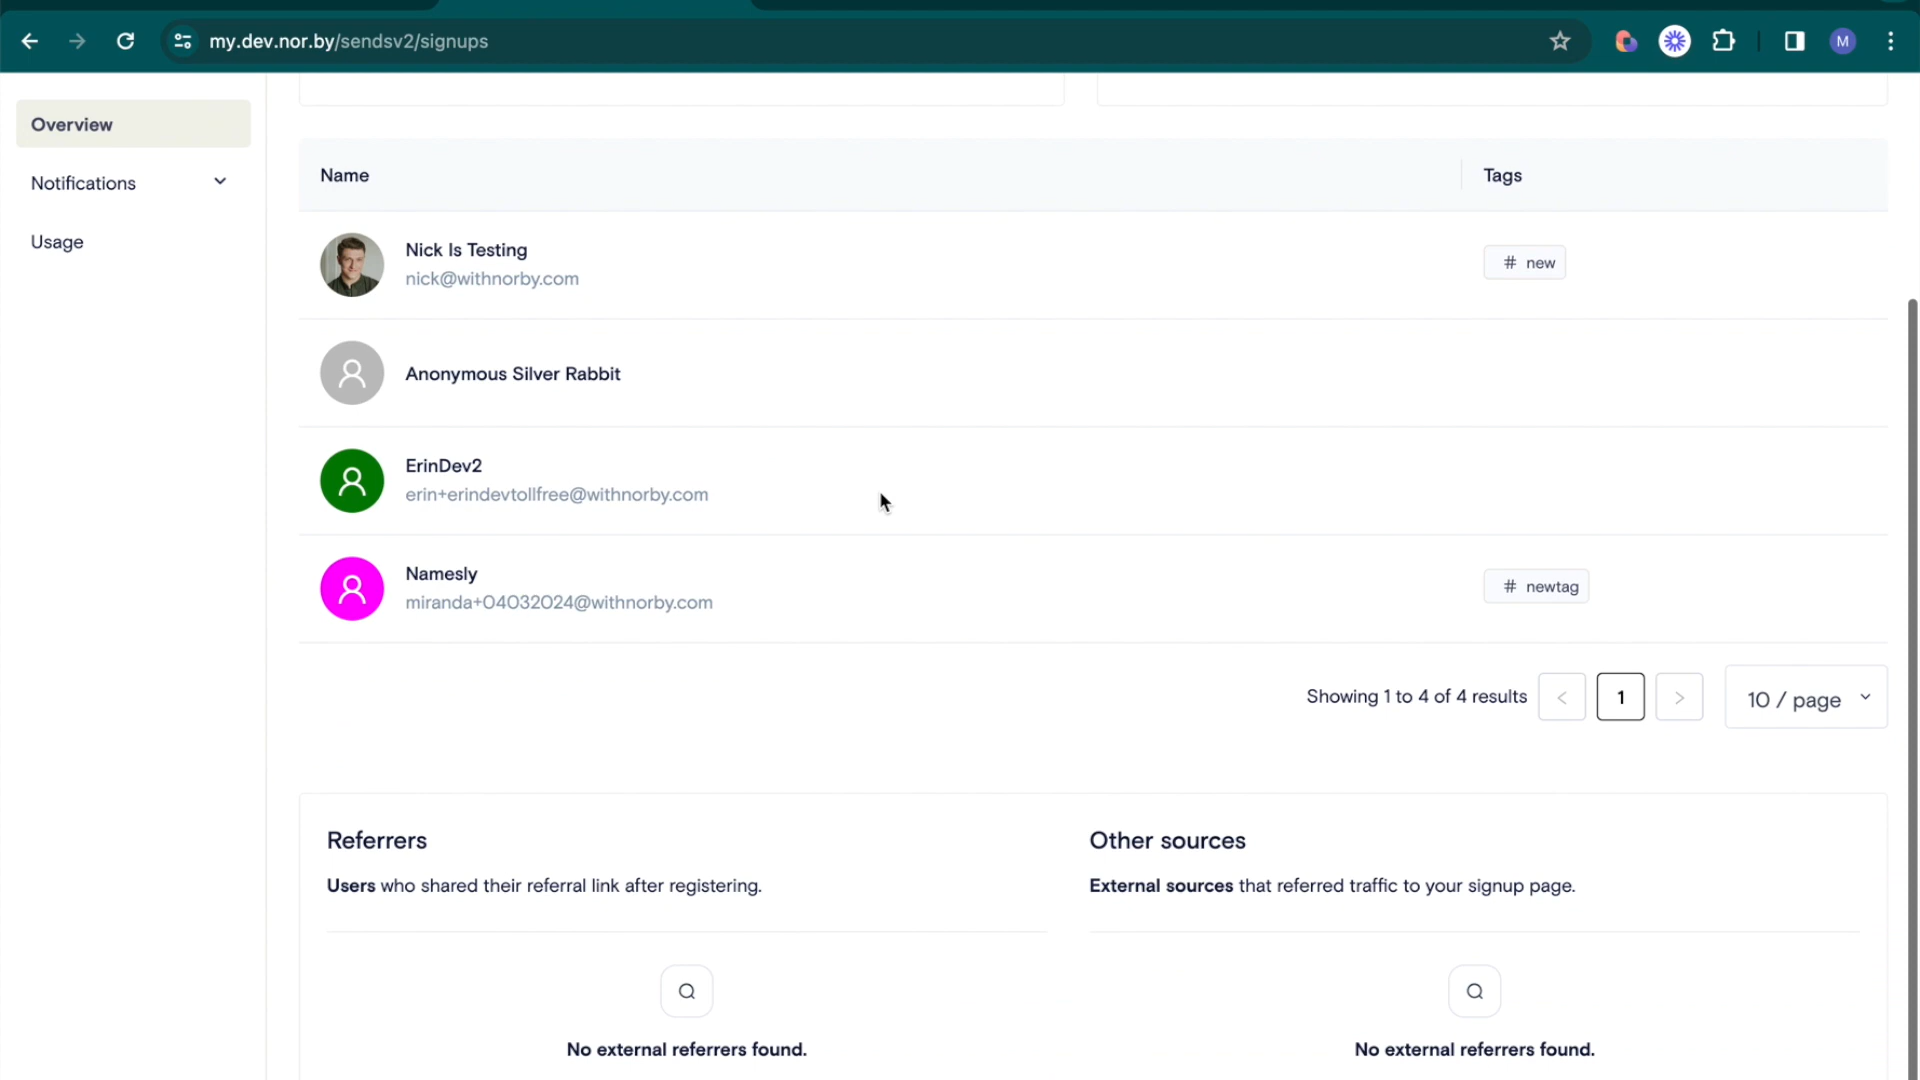 my.dev.nor.by/sendsv2/signups
M
Overview
Notifications
Usage
Name
Tags
Nick Is Testing
nick@withnorby.com
# new
Anonymous Silver Rabbit
ErinDev2
erin+erindevtollfree@withnorby.com
Namesly
miranda+04032024@withnorby.com
# newtag
Showing 1 to 4 of 4 results
<
1
>
10 / page
Referrers
Users who shared their referral link after registering.
No external referrers found.
Other sources
External sources that referred traffic to your signup page.
No external referrers found.